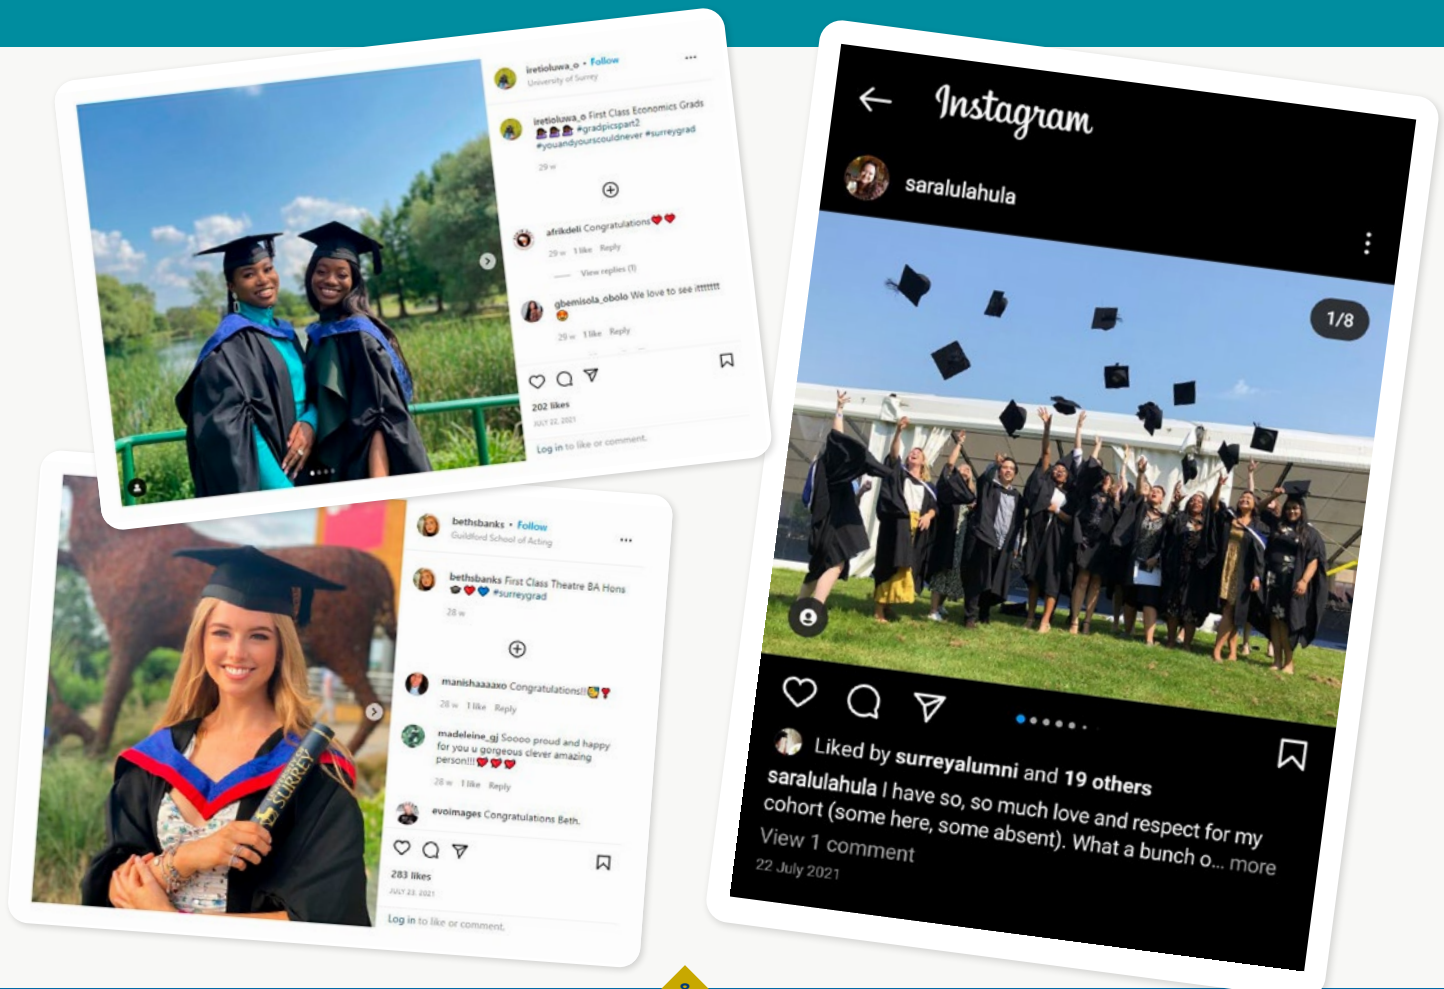 iretioluwa_o • Follow
University of Surrey
iretioluwa_o First Class Economics Grads
#gradpicspart2
#youandyourscouldnever #surreygrad
29 w
afrikdeli Congratulations❤️❤️
29 w 1 like Reply
View replies (1)
gbemisola_obolo We love to see itttttttt
😍
29 w 1 like Reply
202 likes
JULY 22, 2021
Log in to like or comment.
bethsbanks • Follow
Guildford School of Acting
bethsbanks First Class Theatre BA Hons
🎓❤️💙 #surreygrad
28 w
manishaaaaxo Congratulations!!
28 w 1 like Reply
madeleine_gj Soooo proud and happy
for you u gorgeous clever amazing
person!!!❤️❤️❤️
28 w 1 like Reply
evoimages Congratulations Beth.
283 likes
JULY 23, 2021
Log in to like or comment.
SURREY
Instagram
saralulahula
1/8
Liked by surreyalumni and 19 others
saralulahula I have so, so much love and respect for my
cohort (some here, some absent). What a bunch o... more
View 1 comment
22 July 2021